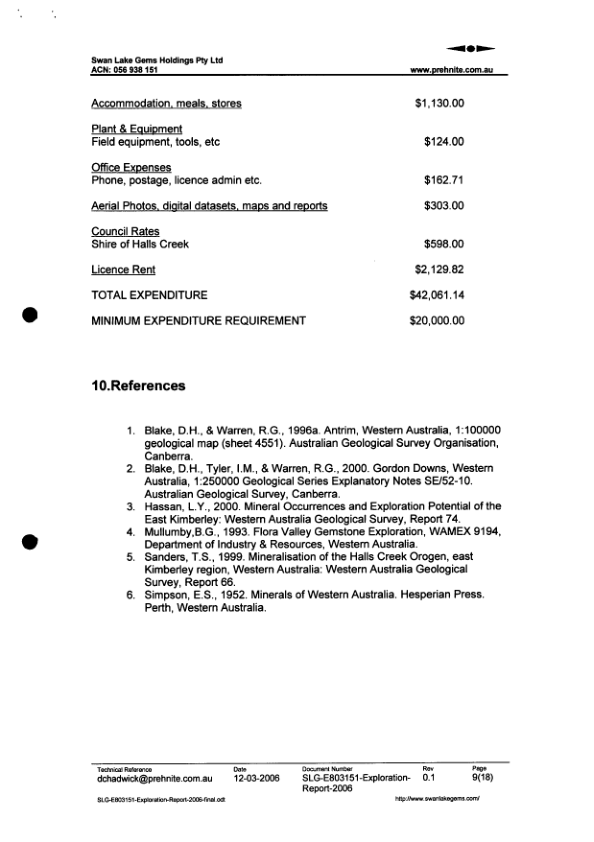 Swan Lake Gems Holdings Pty Ltd
ACN: 056 938 151 www.prehnite.com.au
Accommodation, meals, stores $1,130.00
Plant & Equipment
Field equipment, tools, etc $124.00
Office Expenses
Phone, postage, licence admin etc. $162.71
Aerial Photos, digital datasets, maps and reports $303.00
Council Rates
Shire of Halls Creek $598.00
Licence Rent $2,129.82
TOTAL EXPENDITURE $42,061.14
MINIMUM EXPENDITURE REQUIREMENT $20,000.00
10.References
1. Blake, D.H., & Warren, R.G., 1996a. Antrim, Western Australia, 1:100000
geological map (sheet 4551). Australian Geological Survey Organisation,
Canberra.
2. Blake, D.H., Tyler, I.M., & Warren, R.G., 2000. Gordon Downs, Western
Australia, 1:250000 Geological Series Explanatory Notes SE/52-10.
Australian Geological Survey, Canberra.
3. Hassan, L.Y., 2000. Mineral Occurrences and Exploration Potential of the
East Kimberley: Western Australia Geological Survey, Report 74.
4. Mullumby,B.G., 1993. Flora Valley Gemstone Exploration, WAMEX 9194,
Department of Industry & Resources, Western Australia.
5. Sanders, T.S., 1999. Mineralisation of the Halls Creek Orogen, east
Kimberley region, Western Australia: Western Australia Geological
Survey, Report 66.
6. Simpson, E.S., 1952. Minerals of Western Australia. Hesperian Press.
Perth, Western Australia.
Technical Reference Date Document Number Rev Page
dchadwick@prehnite.com.au 12-03-2006 SLG-E803151-Exploration- 0.1 9(18)
Report-2006
SLG-E803151-Exploration-Report-2006-final.odt http://www.swanlakegems.com/